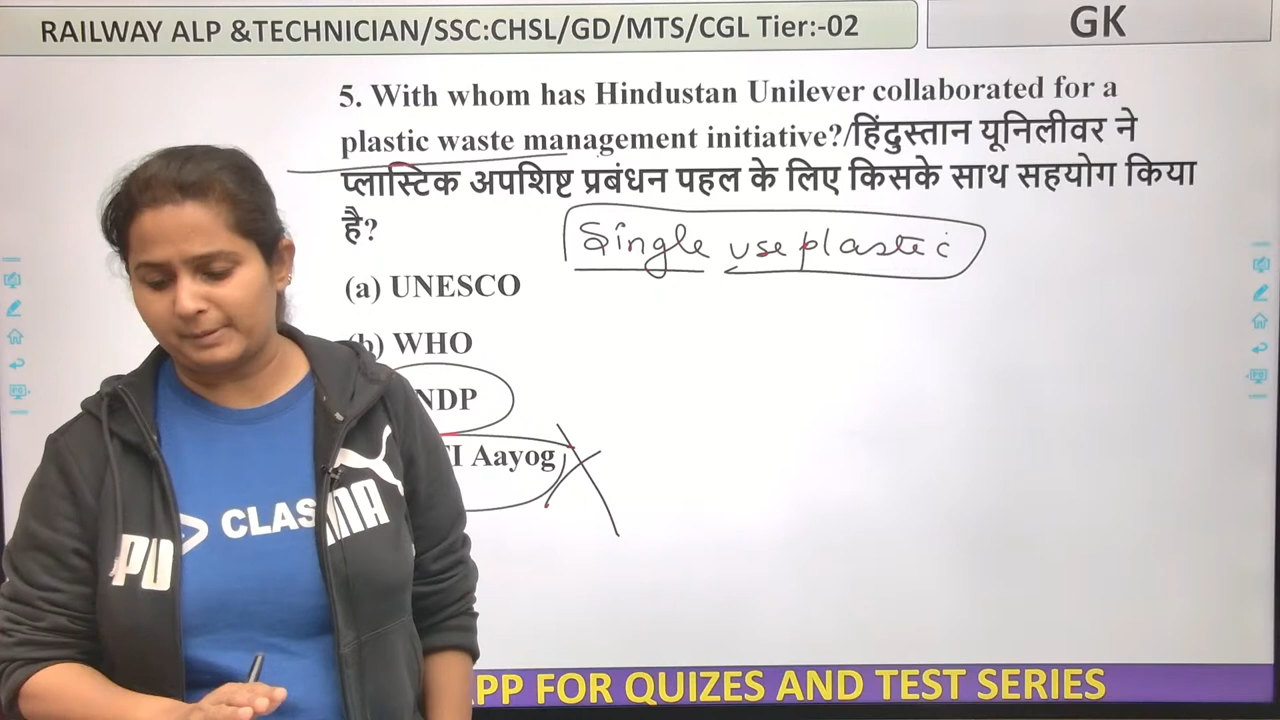 RAILWAY ALP &TECHNICIAN/SSC:CHSL/GD/MTS/CGL Tier:-02
GK
5. With whom has Hindustan Unilever collaborated for a
plastic waste management initiative?/हिंदुस्तान यूनिलीवर ने
प्लास्टिक अपशिष्ट प्रबंधन पहल के लिए किसके साथ सहयोग किया
है?
Single use plastic
(a) UNESCO
(b) WHO
NDP
I Aayog
CLAS
PU MA
PP FOR QUIZES AND TEST SERIES